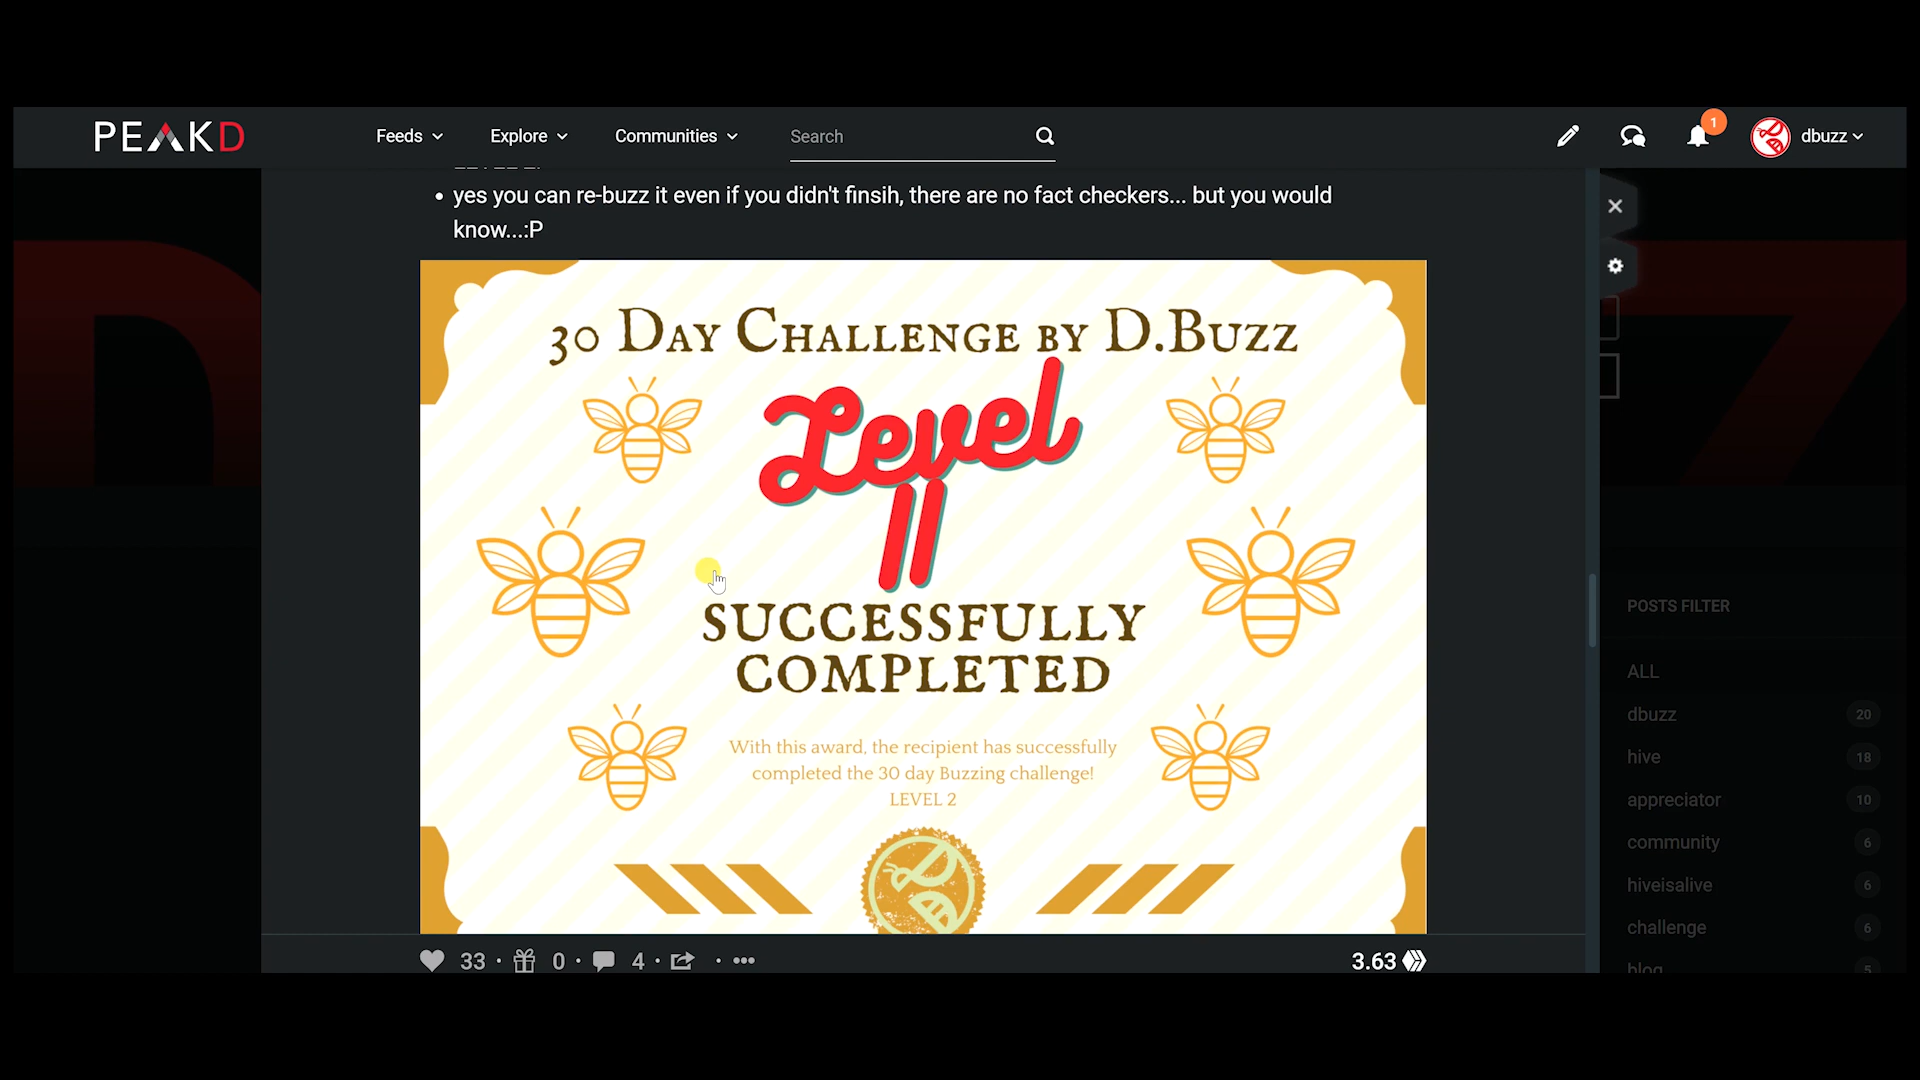 PEAKD
Feeds
Explore
Communities
Search
1
dbuzz
• yes you can re-buzz it even if you didn't finsih, there are no fact checkers... but you would
know...:P
30 DAY CHALLENGE BY D.BUZZ
Level
II
SUCCESSFULLY
COMPLETED
With this award, the recipient has successfully
completed the 30 day Buzzing challenge!
LEVEL 2
33 · 0 · 4 · · •••
3.63
POSTS FILTER
ALL
dbuzz 20
hive 18
appreciator 10
community 6
hiveisalive 6
challenge 6
blog 5